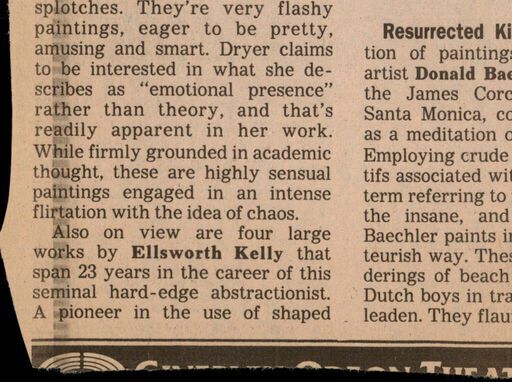 splotches. They're very flashy
paintings, eager to be pretty,
amusing and smart. Dryer claims
to be interested in what she de-
scribes as "emotional presence"
rather than theory, and that's
readily apparent in her work.
While firmly grounded in academic
thought, these are highly sensual
paintings engaged in an intense
flirtation with the idea of chaos.
Also on view are four large
works by Ellsworth Kelly that
span 23 years in the career of this
seminal hard-edge abstractionist.
A pioneer in the use of shaped
Resurrected Ki
tion of paintings
artist Donald Bae
the James Corc
Santa Monica, co
as a meditation o
Employing crude
tifs associated wit
term referring to
the insane, and
Baechler paints in
teurish way. Thes
derings of beach
Dutch boys in tra
leaden. They flau